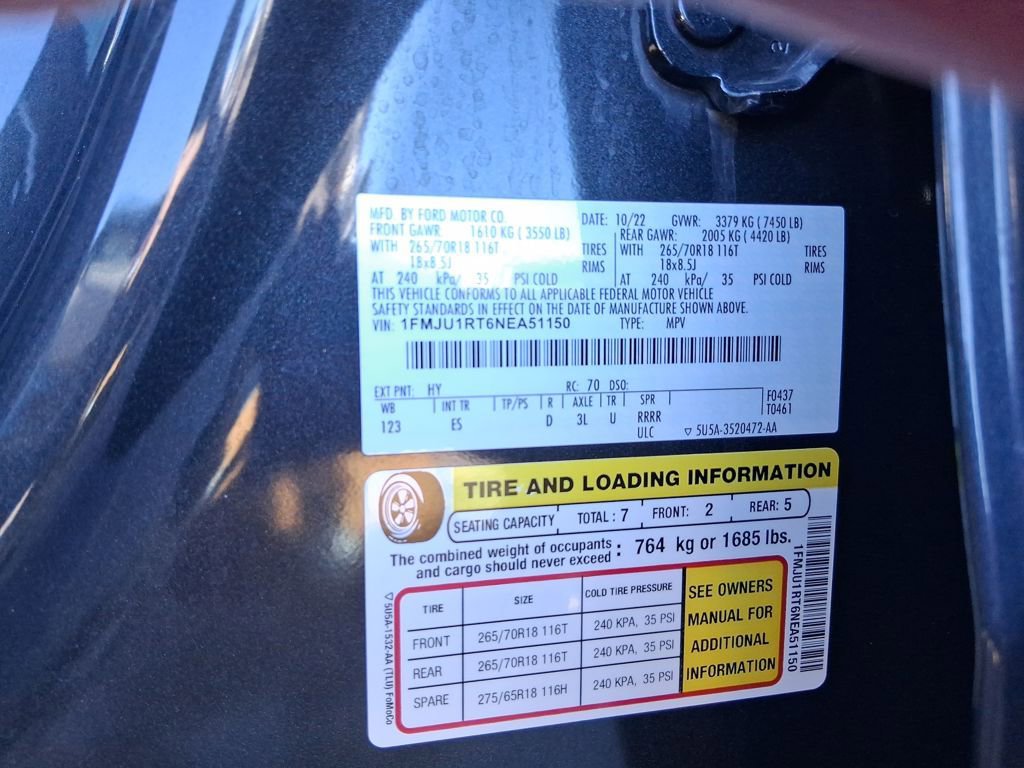 MFD. BY FORD MOTOR CO. DATE: 10/22 GVWR: 3379 KG ( 7450 LB)
FRONT GAWR: 1610 KG ( 3550 LB) REAR GAWR: 2005 KG ( 4420 LB)
WITH 265/70R18 116T TIRES WITH 265/70R18 116T TIRES
18x8.5J RIMS 18x8.5J RIMS
AT 240 kPa/ 35 PSI COLD AT 240 kPa/ 35 PSI COLD
THIS VEHICLE CONFORMS TO ALL APPLICABLE FEDERAL MOTOR VEHICLE
SAFETY STANDARDS IN EFFECT ON THE DATE OF MANUFACTURE SHOWN ABOVE.
VIN: 1FMJU1RT6NEA51150 TYPE: MPV
EXT PNT: HY RC: 70 DSO:
WB INT TR TP/PS R AXLE TR SPR F0437
123 ES D 3L U RRRR T0461
ULC ▽ 5U5A-3520472-AA
TIRE AND LOADING INFORMATION
SEATING CAPACITY TOTAL : 7 FRONT: 2 REAR: 5
The combined weight of occupants
and cargo should never exceed : 764 kg or 1685 lbs.
TIRE SIZE COLD TIRE PRESSURE
FRONT 265/70R18 116T 240 KPA, 35 PSI
REAR 265/70R18 116T 240 KPA, 35 PSI
SPARE 275/65R18 116H 240 KPA, 35 PSI
SEE OWNERS
MANUAL FOR
ADDITIONAL
INFORMATION
1FMJU1RT6NEA51150
▽ 5U5A-1532-AA (TLU) FoMoCo